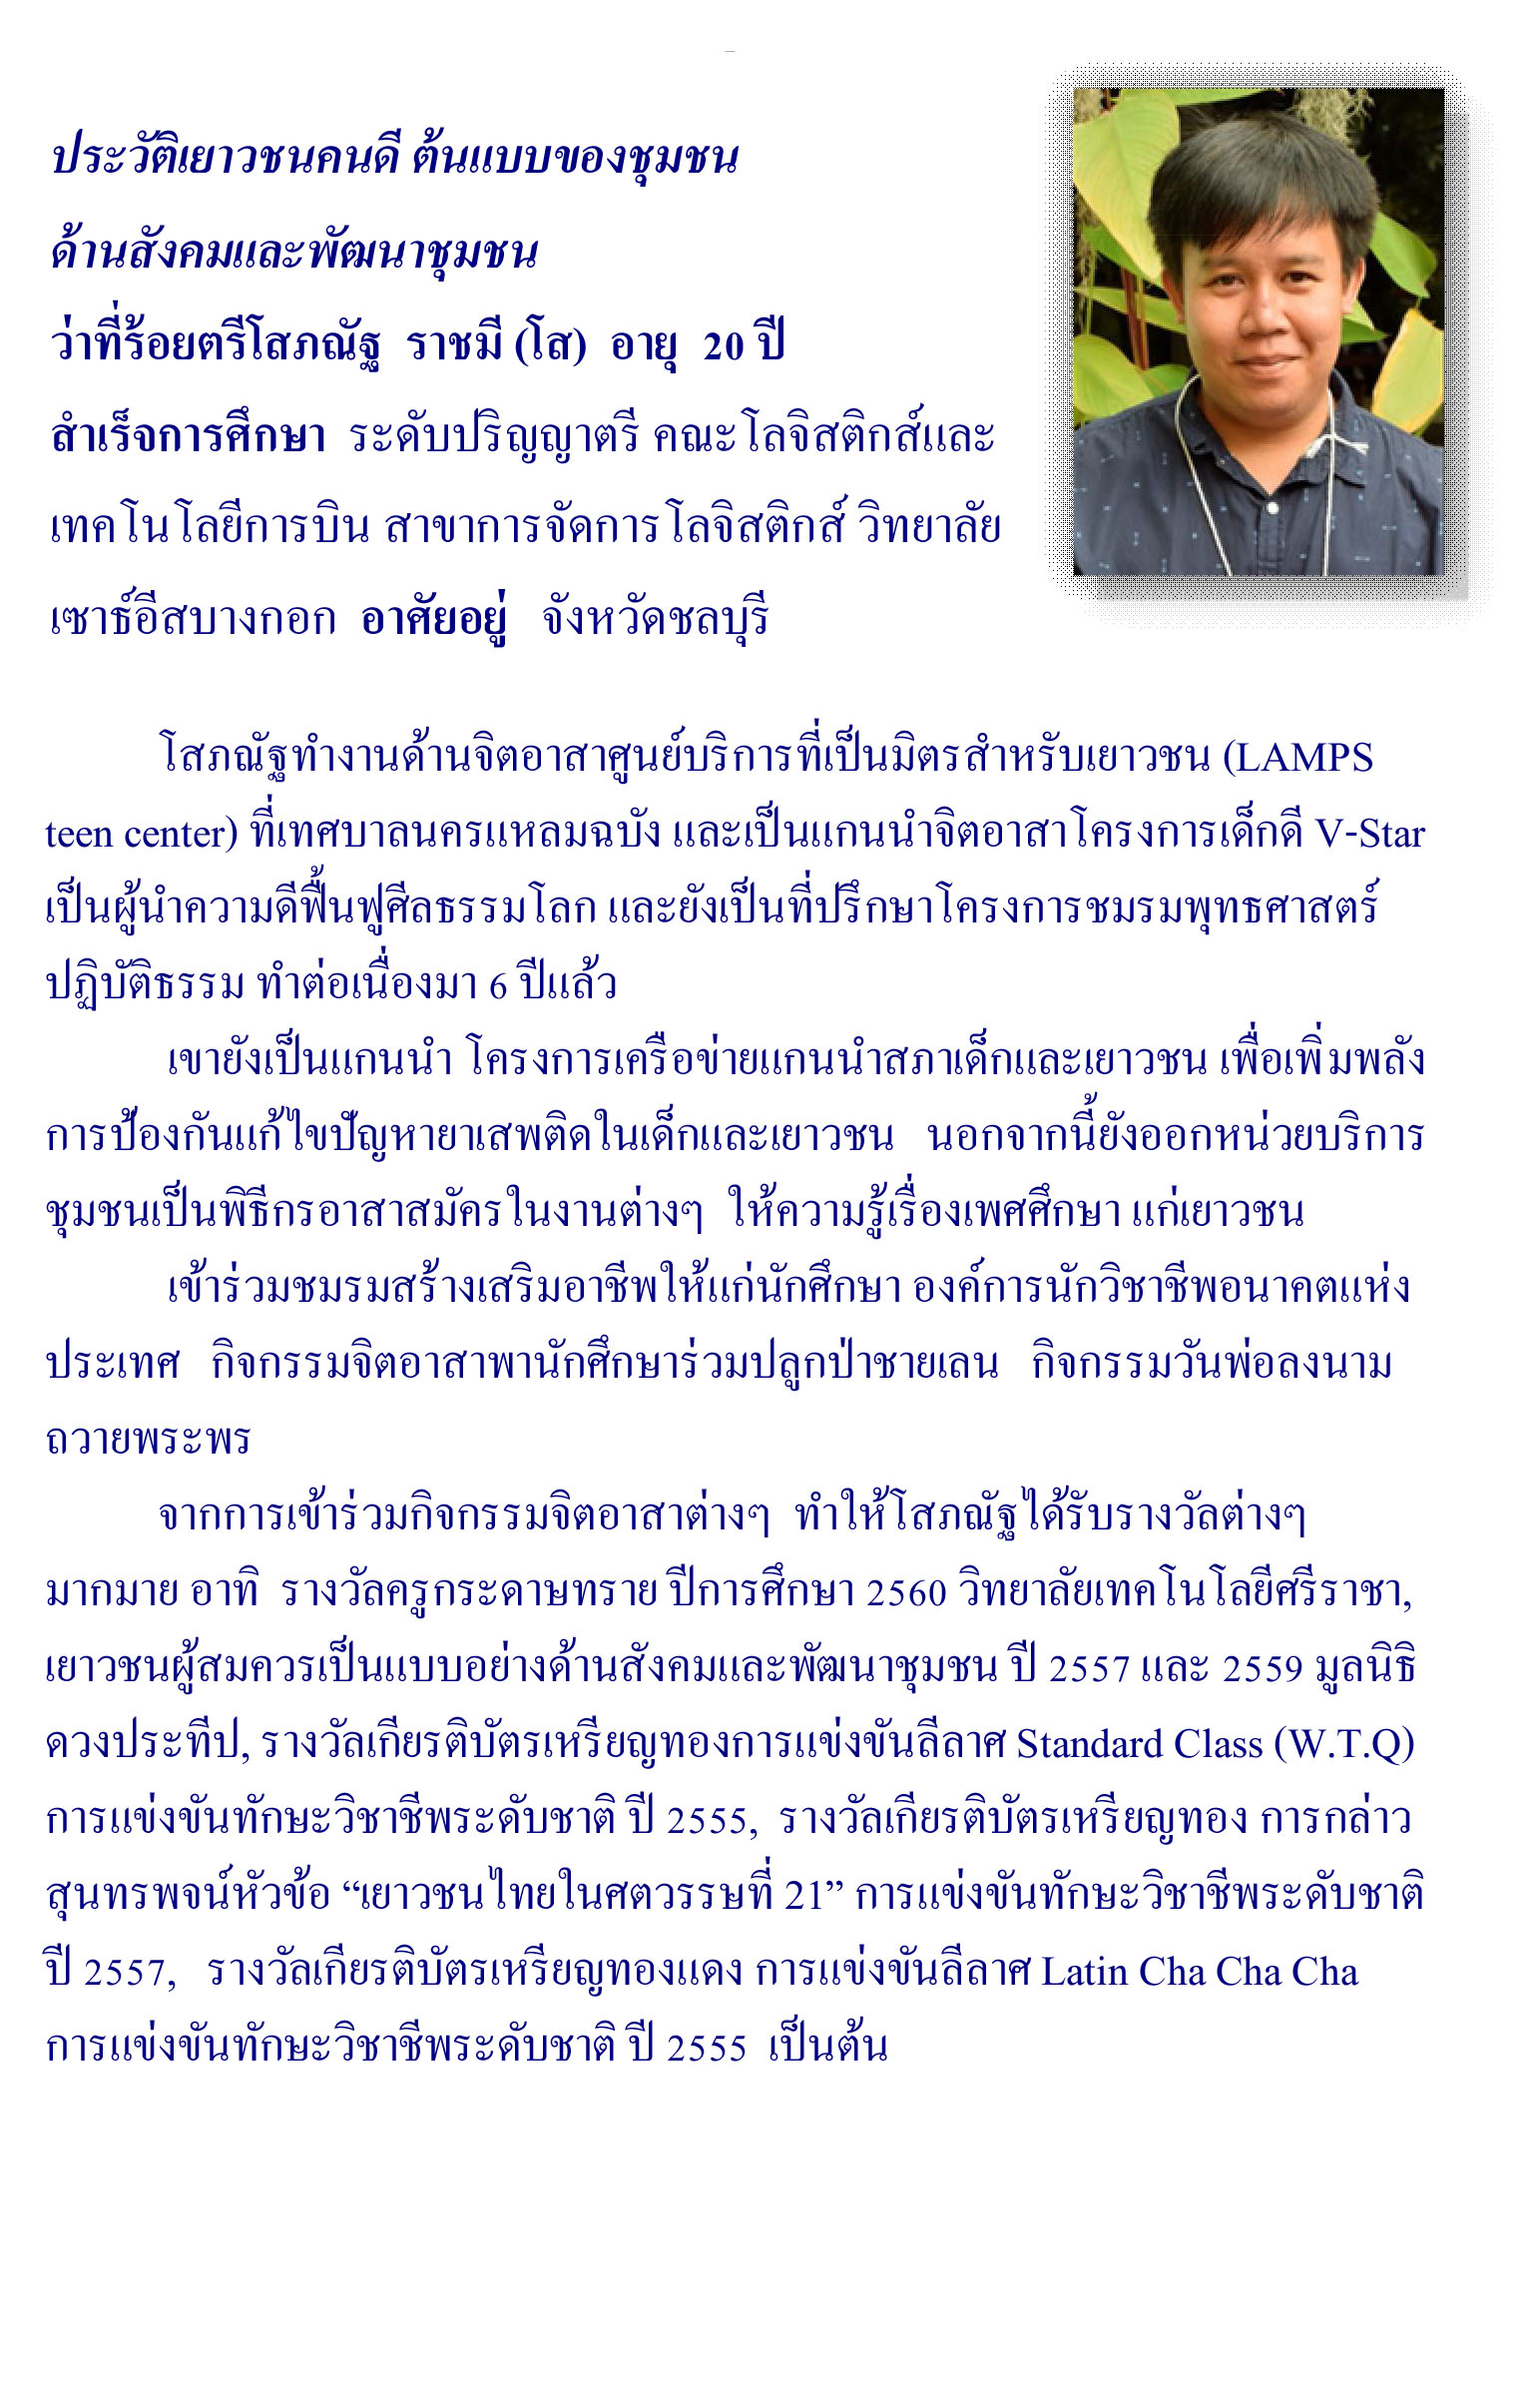 ประวัติเยาวชนคนดี ต้นแบบของชุมชน
ด้านสังคมและพัฒนาชุมชน
ว่าที่ร้อยตรีโสภณัฐ ราชมี (โส) อายุ 20 ปี
สำเร็จการศึกษา ระดับปริญญาตรี คณะโลจิสติกส์และ
เทคโนโลยีการบิน สาขาการจัดการโลจิสติกส์ วิทยาลัย
เซาธ์อีสบางกอก อาศัยอยู่ จังหวัดชลบุรี
โสภณัฐทำงานด้านจิตอาสาศูนย์บริการที่เป็นมิตรสำหรับเยาวชน (LAMPS
teen center) ที่เทศบาลนครแหลมฉบัง และเป็นแกนนำจิตอาสาโครงการเด็กดี V-Star
เป็นผู้นำความดีฟื้นฟูศีลธรรมโลก และยังเป็นที่ปรึกษาโครงการชมรมพุทธศาสตร์
ปฏิบัติธรรม ทำต่อเนื่องมา 6 ปีแล้ว
เขายังเป็นแกนนำ โครงการเครือข่ายแกนนำสภาเด็กและเยาวชน เพื่อเพิ่มพลัง
การป้องกันแก้ไขปัญหายาเสพติดในเด็กและเยาวชน นอกจากนี้ยังออกหน่วยบริการ
ชุมชนเป็นพิธีกรอาสาสมัครในงานต่างๆ ให้ความรู้เรื่องเพศศึกษา แก่เยาวชน
เข้าร่วมชมรมสร้างเสริมอาชีพให้แก่นักศึกษา องค์การนักวิชาชีพอนาคตแห่ง
ประเทศ กิจกรรมจิตอาสาพานักศึกษาร่วมปลูกป่าชายเลน กิจกรรมวันพ่อลงนาม
ถวายพระพร
จากการเข้าร่วมกิจกรรมจิตอาสาต่างๆ ทำให้โสภณัฐได้รับรางวัลต่างๆ
มากมาย อาทิ รางวัลครูกระดาษทราย ปีการศึกษา 2560 วิทยาลัยเทคโนโลยีศรีราชา,
เยาวชนผู้สมควรเป็นแบบอย่างด้านสังคมและพัฒนาชุมชน ปี 2557 และ 2559 มูลนิธิ
ดวงประทีป, รางวัลเกียรติบัตรเหรียญทองการแข่งขันลีลาศ Standard Class (W.T.Q)
การแข่งขันทักษะวิชาชีพระดับชาติ ปี 2555, รางวัลเกียรติบัตรเหรียญทอง การกล่าว
สุนทรพจน์หัวข้อ “เยาวชนไทยในศตวรรษที่ 21” การแข่งขันทักษะวิชาชีพระดับชาติ
ปี 2557, รางวัลเกียรติบัตรเหรียญทองแดง การแข่งขันลีลาศ Latin Cha Cha Cha
การแข่งขันทักษะวิชาชีพระดับชาติ ปี 2555 เป็นต้น